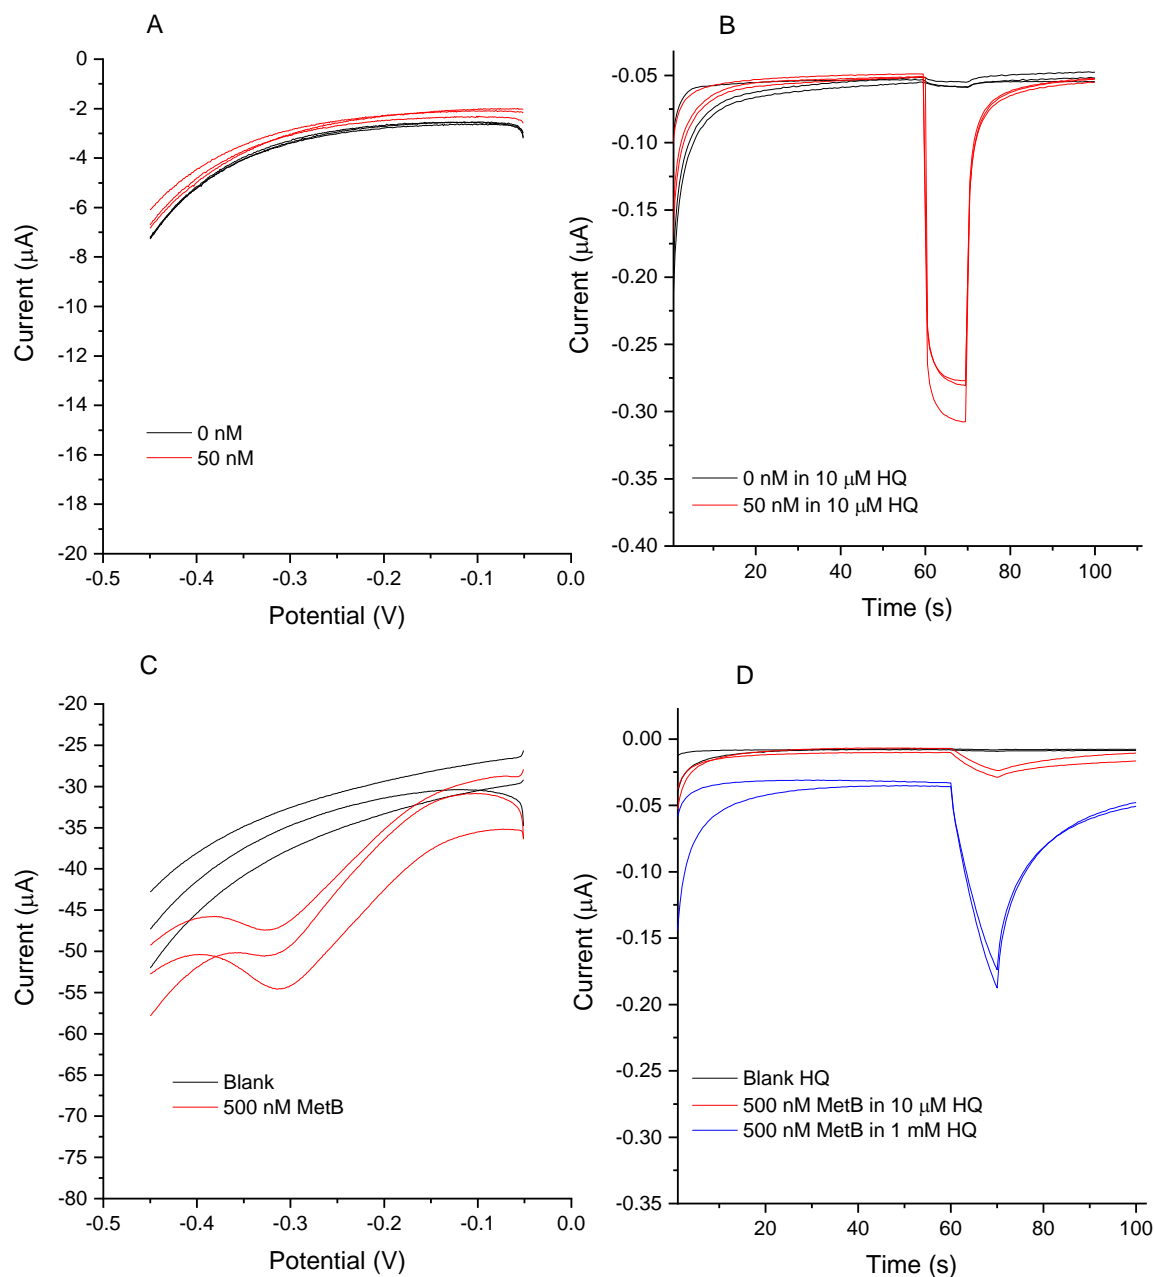 A
0
-2
-4
-6
-8
-10
-12
-14
-16
-18
-20
Current (μA)
0 nM
50 nM
-0.5
-0.4
-0.3
-0.2
-0.1
0.0
Potential (V)
B
-0.05
-0.10
-0.15
-0.20
-0.25
-0.30
-0.35
-0.40
Current (μA)
0 nM in 10 μM HQ
50 nM in 10 μM HQ
20
40
60
80
100
Time (s)
C
-20
-25
-30
-35
-40
-45
-50
-55
-60
-65
-70
-75
-80
Current (μA)
Blank
500 nM MetB
-0.5
-0.4
-0.3
-0.2
-0.1
0.0
Potential (V)
D
0.00
-0.05
-0.10
-0.15
-0.20
-0.25
-0.30
-0.35
Current (μA)
Blank HQ
500 nM MetB in 10 μM HQ
500 nM MetB in 1 mM HQ
20
40
60
80
100
Time (s)